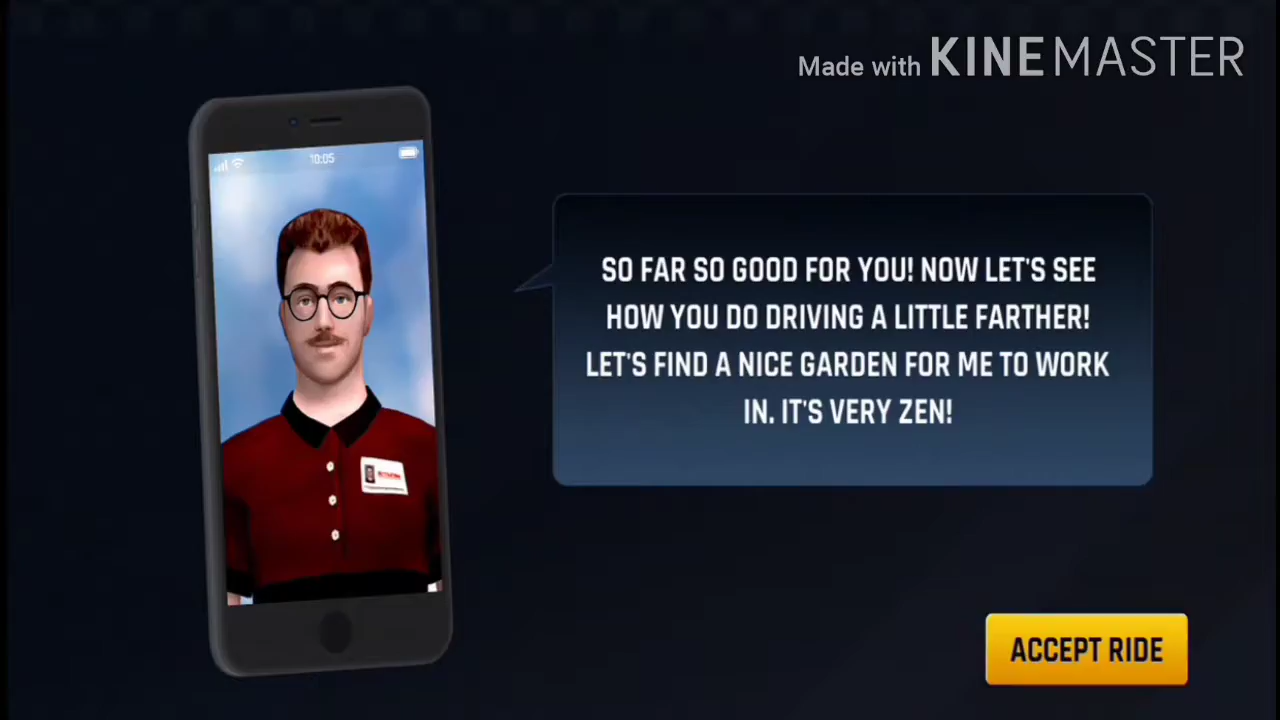 Made with KINEMASTER
10:05
SO FAR SO GOOD FOR YOU! NOW LET'S SEE
HOW YOU DO DRIVING A LITTLE FARTHER!
LET'S FIND A NICE GARDEN FOR ME TO WORK
IN. IT'S VERY ZEN!
ACCEPT RIDE